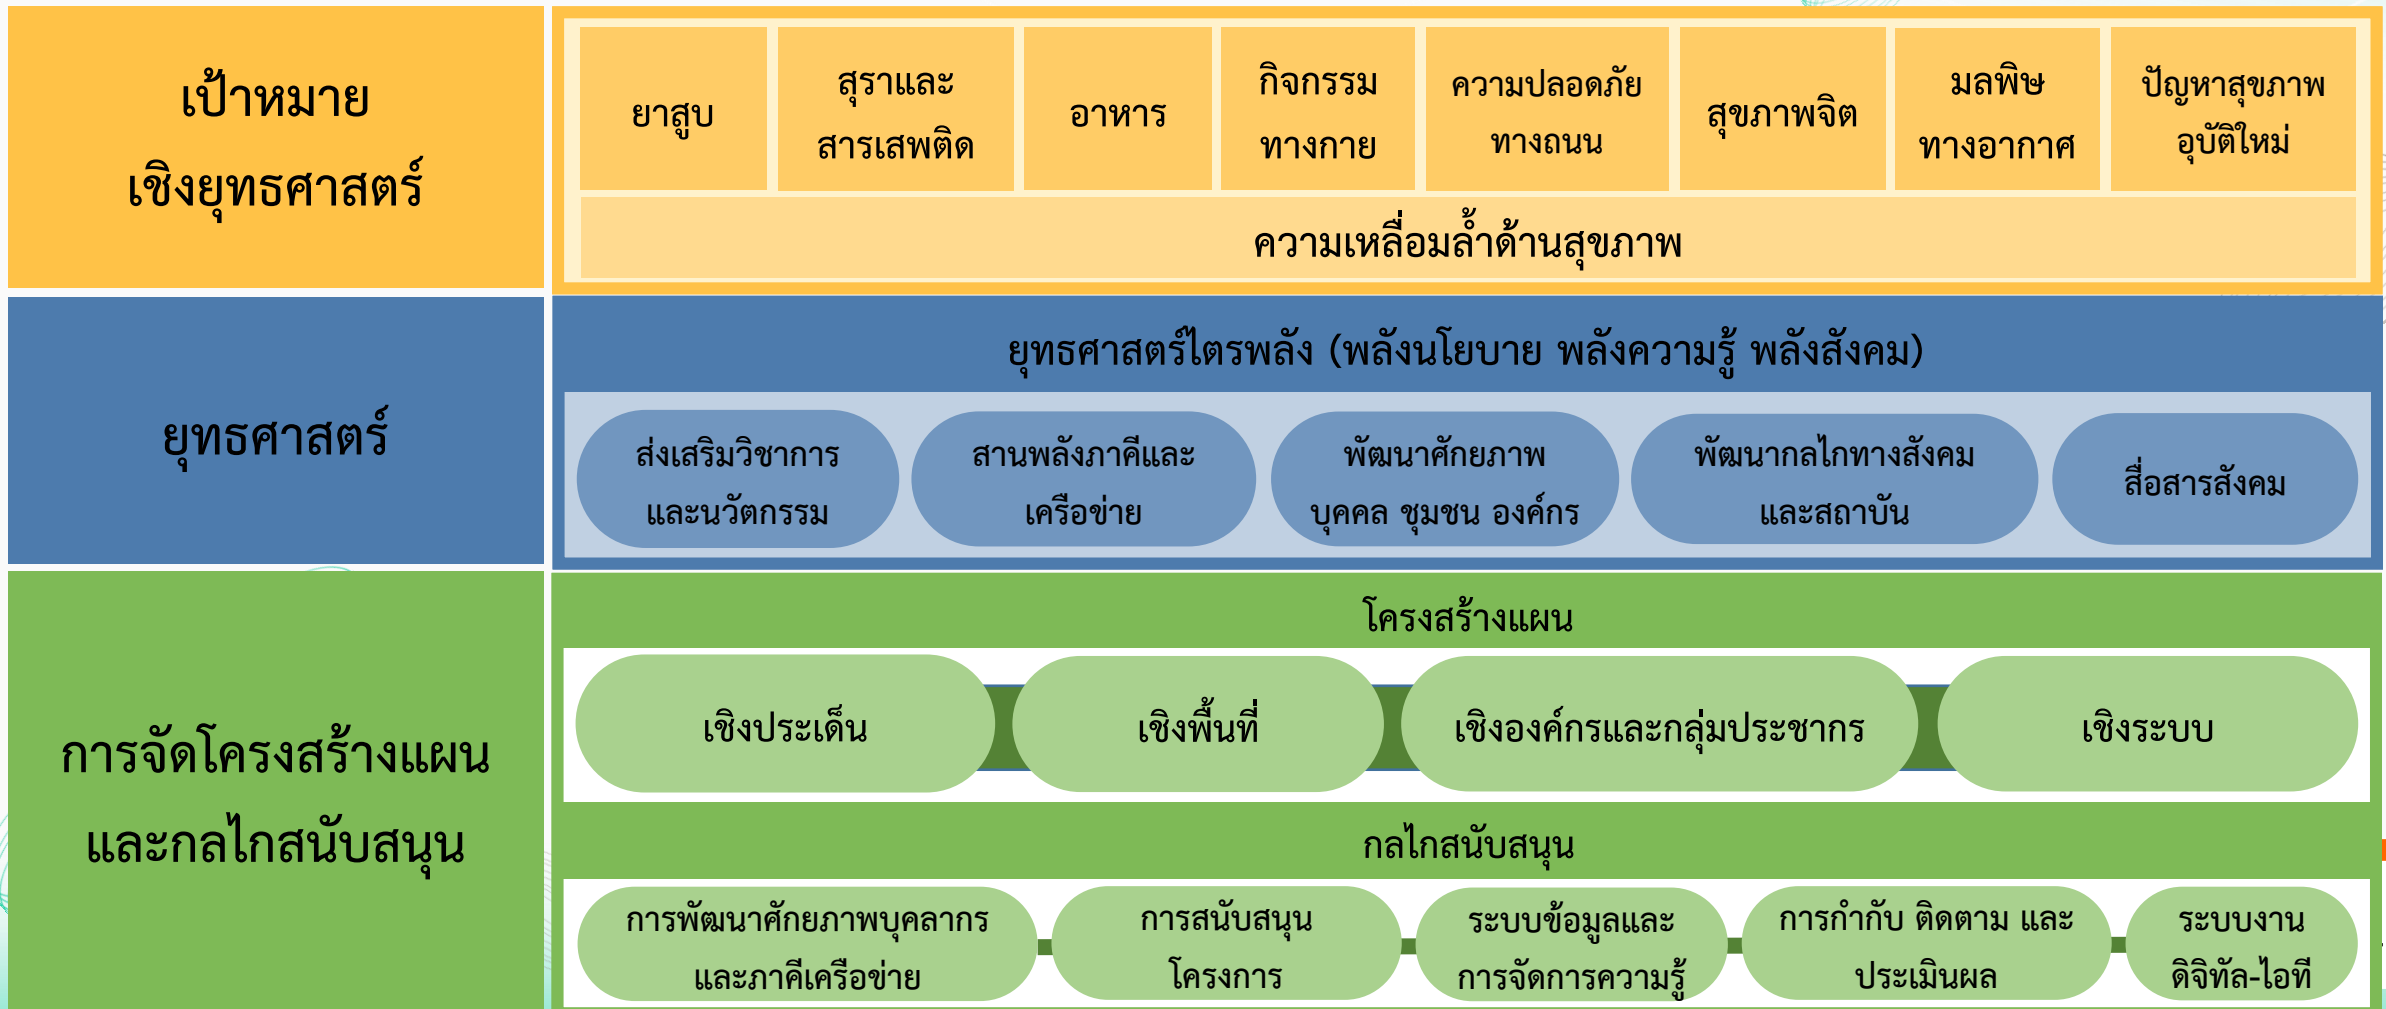 เป้าหมาย
เชิงยุทธศาสตร์
ยาสูบ
สุราและ
สารเสพติด
อาหาร
กิจกรรม
ทางกาย
ความปลอดภัย
ทางถนน
สุขภาพจิต
มลพิษ
ทางอากาศ
ปัญหาสุขภาพ
อุบัติใหม่
ความเหลื่อมล้ำด้านสุขภาพ
ยุทธศาสตร์
ยุทธศาสตร์ไตรพลัง (พลังนโยบาย พลังความรู้ พลังสังคม)
ส่งเสริมวิชาการ
และนวัตกรรม
สานพลังภาคีและ
เครือข่าย
พัฒนาศักยภาพ
บุคคล ชุมชน องค์กร
พัฒนากลไกทางสังคม
และสถาบัน
สื่อสารสังคม
การจัดโครงสร้างแผน
และกลไกสนับสนุน
โครงสร้างแผน
เชิงประเด็น
เชิงพื้นที่
เชิงองค์กรและกลุ่มประชากร
เชิงระบบ
กลไกสนับสนุน
การพัฒนาศักยภาพบุคลากร
และภาคีเครือข่าย
การสนับสนุน
โครงการ
ระบบข้อมูลและ
การจัดการความรู้
การกำกับ ติดตาม และ
ประเมินผล
ระบบงาน
ดิจิทัล-ไอที